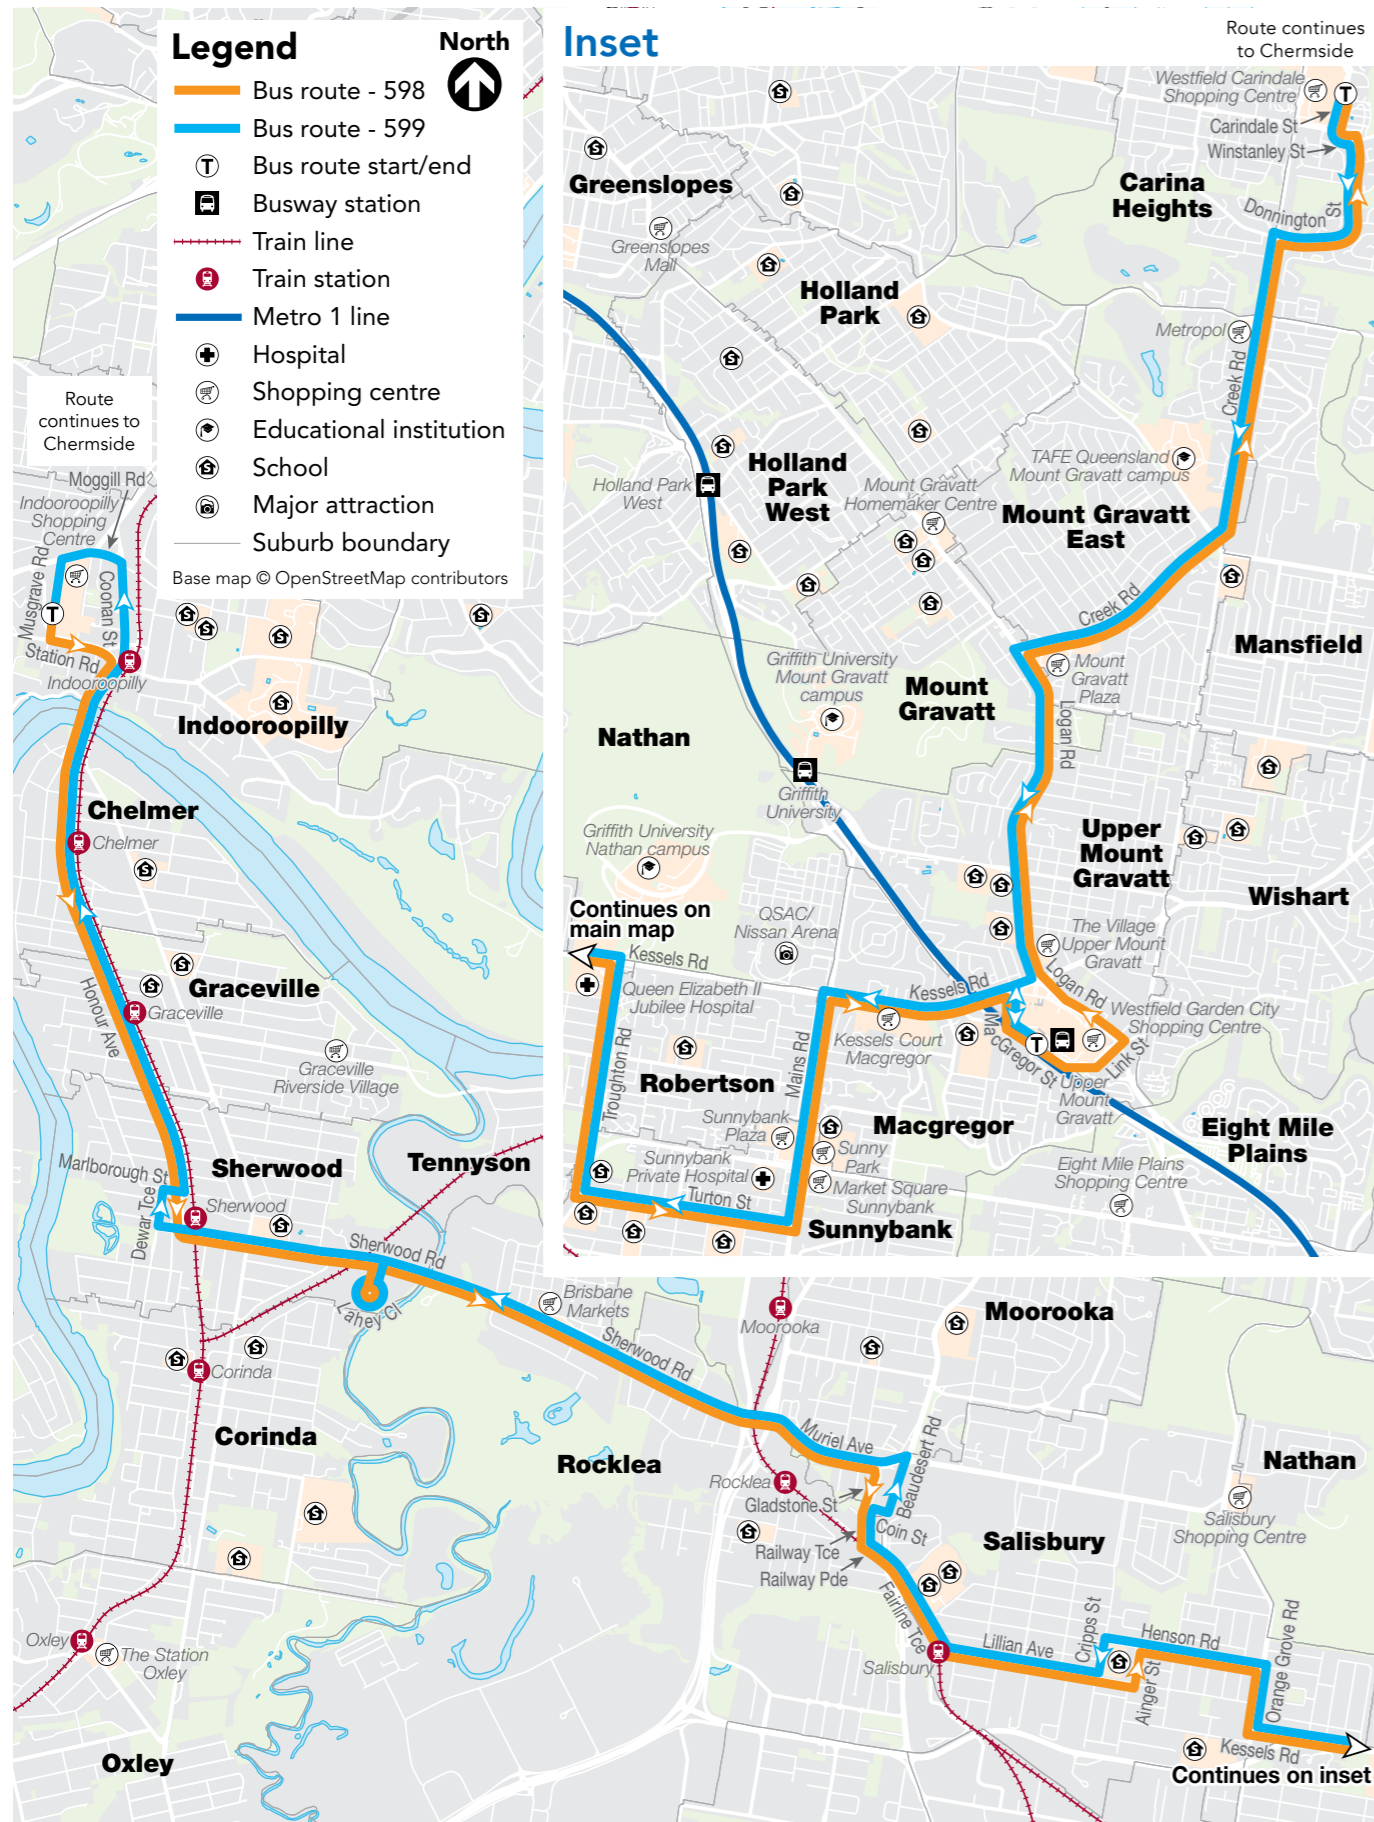 Legend
North
Bus route - 598
Bus route - 599
T
Bus route start/end
Busway station
Train line
Train station
Metro 1 line
Hospital
Shopping centre
Educational institution
S
School
Major attraction
Suburb boundary
Base map © OpenStreetMap contributors
Route
continues to
Chermside
Moggill Rd
Indooroopilly
Shopping
Centre
Musgrave Rd
Coonan St
T
Station Rd
Indooroopilly
Indooroopilly
Chelmer
Chelmer
Honour Ave
Graceville
Graceville
Graceville
Riverside Village
Marlborough St
Sherwood
Tennyson
Dewar Tce
Sherwood
Sherwood Rd
Lahey Cl
Brisbane
Markets
Sherwood Rd
Corinda
Corinda
Rocklea
Moorooka
Moorooka
Muriel Ave
Beaudesert Rd
Rocklea
Gladstone St
Coin St
Railway Tce
Railway Pde
Fairline Tce
Salisbury
Nathan
Salisbury
Shopping Centre
Oxley
The Station
Oxley
Oxley
Salisbury
Lillian Ave
Cripps St
Henson Rd
Ainger St
Orange Grove Rd
Kessels Rd
Continues on inset
Inset
Route continues
to Chermside
Westfield Carindale
Shopping Centre
T
Carindale St
Winstanley St
Greenslopes
Carina
Heights
Donnington St
Greenslopes
Mall
Holland
Park
Metropol
Creek Rd
TAFE Queensland
Mount Gravatt campus
Holland Park
West
Holland
Park
West
Mount Gravatt
Homemaker Centre
Mount Gravatt
East
Creek Rd
Mansfield
Griffith University
Mount Gravatt
campus
Mount
Gravatt
Mount
Gravatt
Plaza
Logan Rd
Nathan
Griffith
University
Griffith University
Nathan campus
Upper
Mount
Gravatt
Wishart
Continues on
main map
QSAC/
Nissan Arena
The Village
Upper Mount
Gravatt
Kessels Rd
Queen Elizabeth II
Jubilee Hospital
Kessels Rd
Logan Rd
Westfield Garden City
Shopping Centre
Kessels Court
Macgregor
MacGregor St
T
Link St
Upper
Mount
Gravatt
Troughton Rd
Robertson
Mains Rd
Macgregor
Eight Mile
Plains
Sunnybank
Plaza
Sunny
Park
Sunnybank
Private Hospital
Market Square
Sunnybank
Eight Mile Plains
Shopping Centre
Turton St
Sunnybank